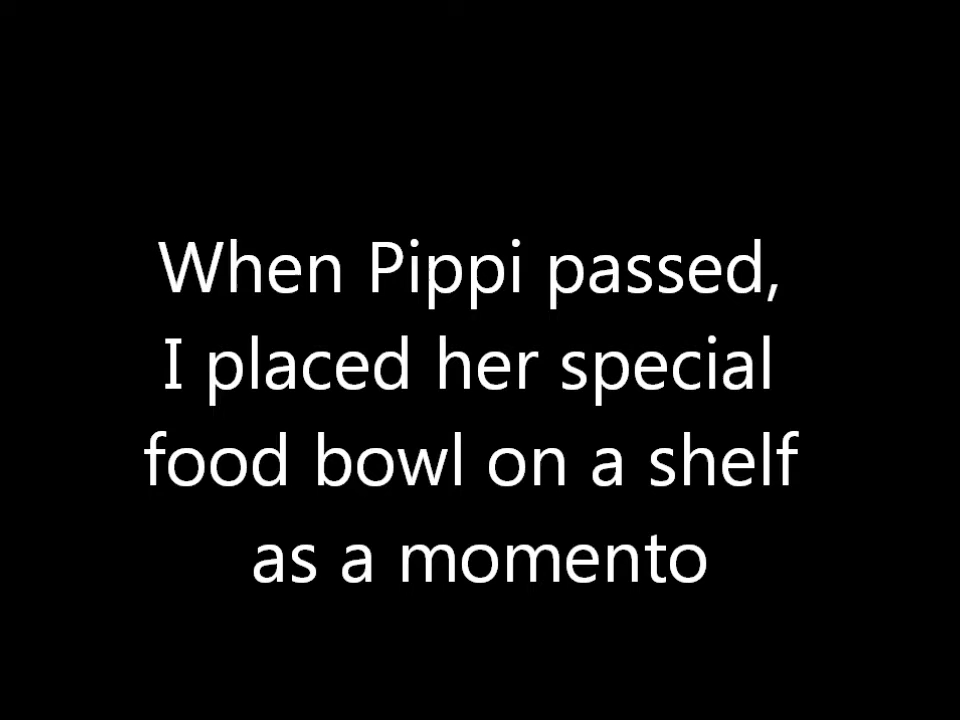 When Pippi passed,
I placed her special
food bowl on a shelf
as a momento